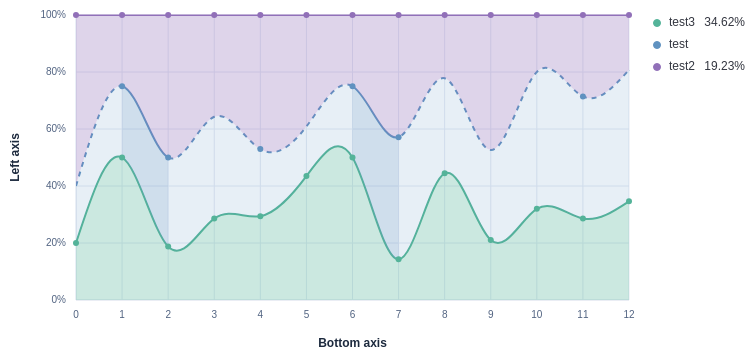 100%
80%
60%
40%
20%
0%
Left axis
0 1 2 3 4 5 6 7 8 9 10 11 12
Bottom axis
test3 34.62%
test
test2 19.23%